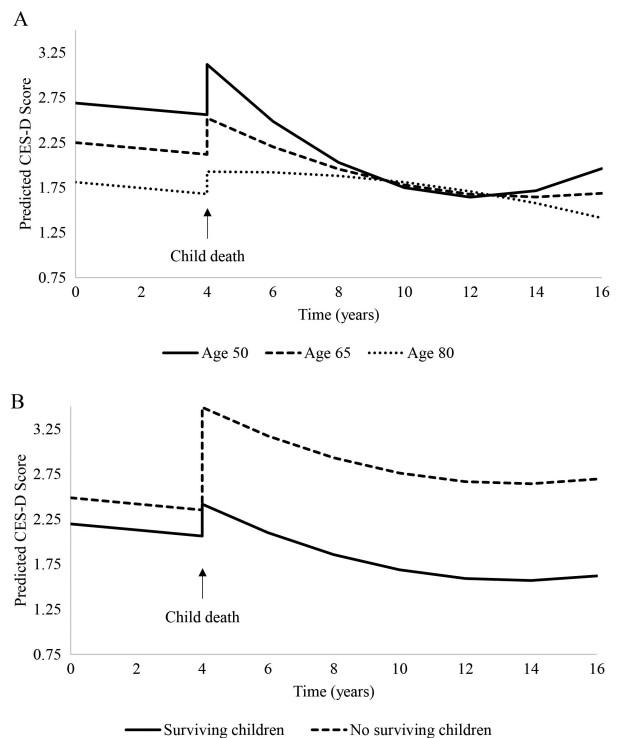 A
Predicted CES-D Score
3.25
2.75
2.25
1.75
1.25
0.75
Child death
0 2 4 6 8 10 12 14 16
Time (years)
Age 50 Age 65 Age 80
B
Predicted CES-D Score
3.25
2.75
2.25
1.75
1.25
0.75
Child death
0 2 4 6 8 10 12 14 16
Time (years)
Surviving children No surviving children